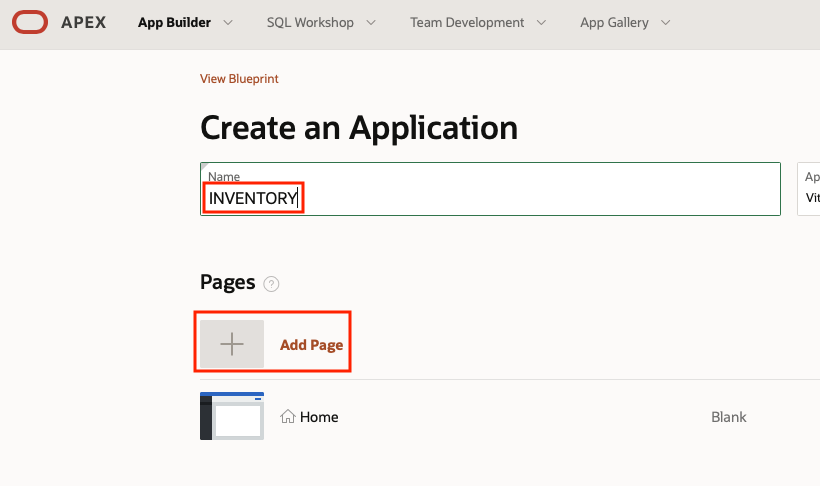 APEX App Builder SQL Workshop Team Development App Gallery
View Blueprint
Create an Application
Name
INVENTORY
Ap
Vit
Pages ?
Add Page
Home Blank